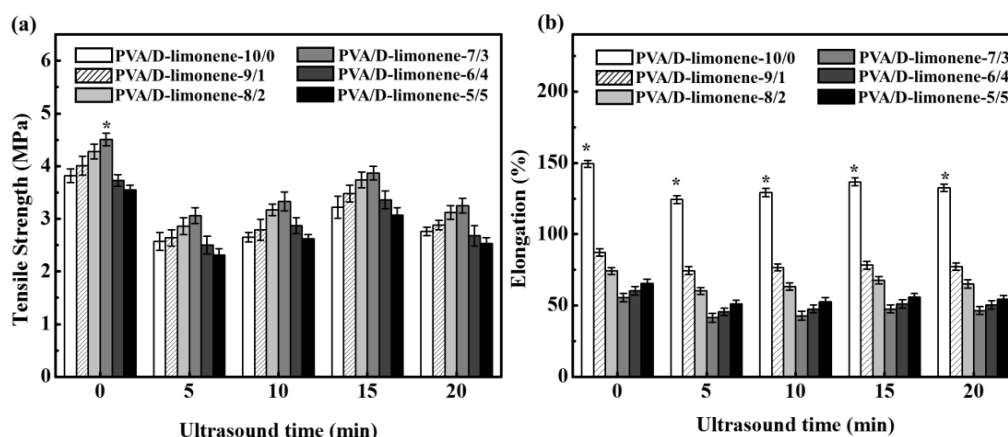 (a)
PVA/D-limonene-10/0 PVA/D-limonene-7/3
PVA/D-limonene-9/1 PVA/D-limonene-6/4
PVA/D-limonene-8/2 PVA/D-limonene-5/5
*
Tensile Strength (MPa)
6
5
4
3
2
1
0
0 5 10 15 20
Ultrasound time (min)
(b)
PVA/D-limonene-10/0 PVA/D-limonene-7/3
PVA/D-limonene-9/1 PVA/D-limonene-6/4
PVA/D-limonene-8/2 PVA/D-limonene-5/5
* * * * *
Elongation (%)
200
150
100
50
0
0 5 10 15 20
Ultrasound time (min)